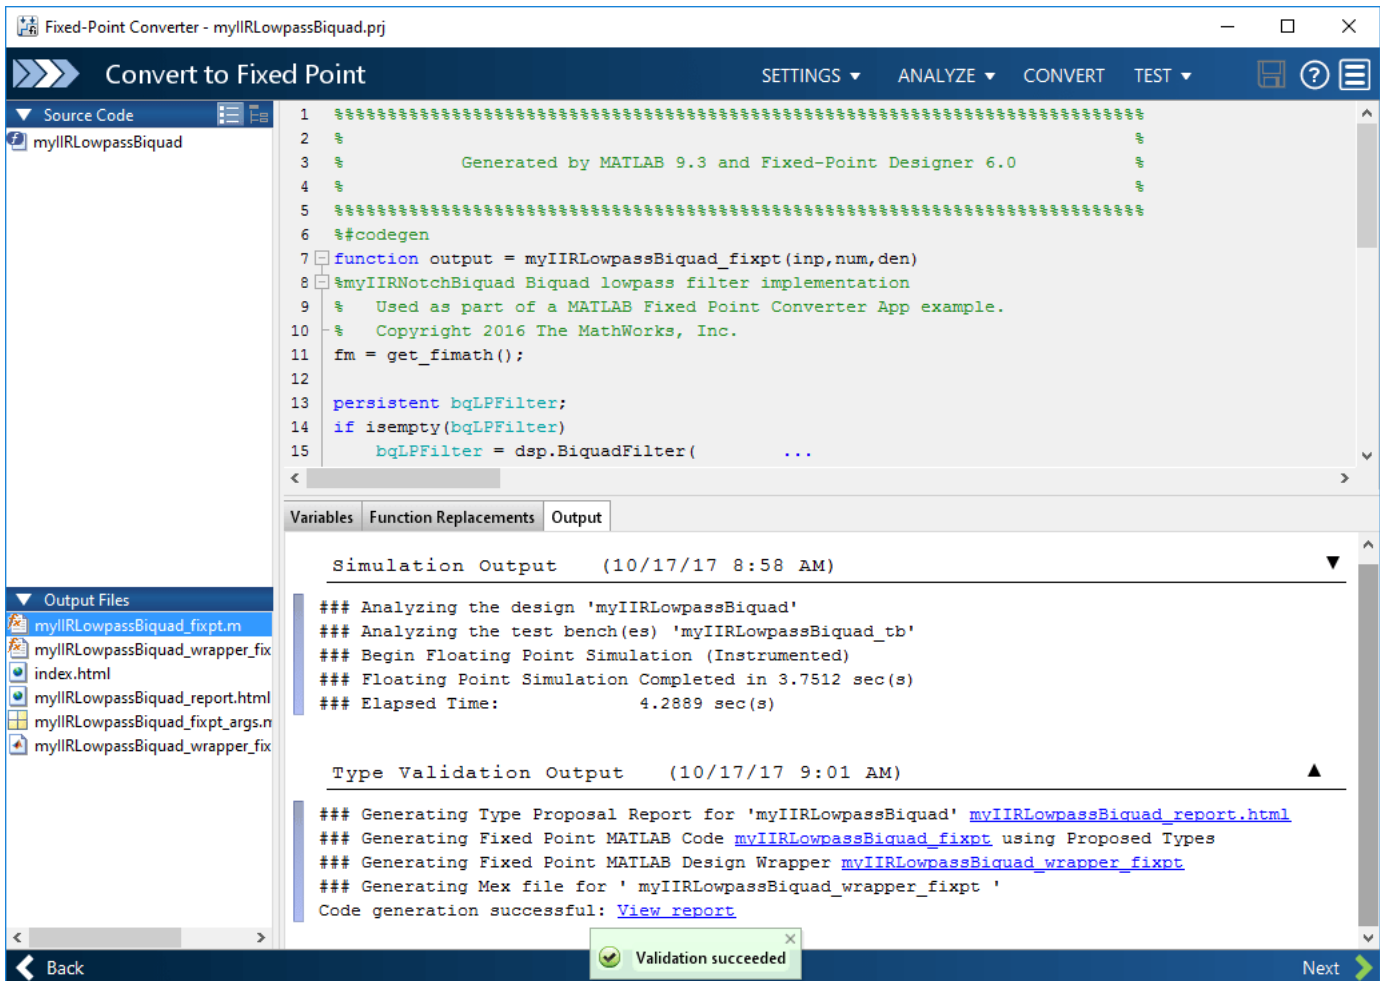 Fixed-Point Converter - myIIRLowpassBiquad.prj
Convert to Fixed Point
SETTINGS ▼ ANALYZE ▼ CONVERT TEST ▼
▼ Source Code
myIIRLowpassBiquad
1 %%%%%%%%%%%%%%%%%%%%%%%%%%%%%%%%%%%%%%%%%%%%%%%%%%%%%%%%%%%%%%%%%%%%%%%%%%%%%%
2 % %
3 % Generated by MATLAB 9.3 and Fixed-Point Designer 6.0 %
4 % %
5 %%%%%%%%%%%%%%%%%%%%%%%%%%%%%%%%%%%%%%%%%%%%%%%%%%%%%%%%%%%%%%%%%%%%%%%%%%%%%%
6 %#codegen
7 function output = myIIRLowpassBiquad_fixpt(inp,num,den)
8 %myIIRNotchBiquad Biquad lowpass filter implementation
9 % Used as part of a MATLAB Fixed Point Converter App example.
10 % Copyright 2016 The MathWorks, Inc.
11 fm = get_fimath();
12
13 persistent bqLPFilter;
14 if isempty(bqLPFilter)
15 bqLPFilter = dsp.BiquadFilter( ...
Variables Function Replacements Output
Simulation Output (10/17/17 8:58 AM) ▼
### Analyzing the design 'myIIRLowpassBiquad'
### Analyzing the test bench(es) 'myIIRLowpassBiquad_tb'
### Begin Floating Point Simulation (Instrumented)
### Floating Point Simulation Completed in 3.7512 sec(s)
### Elapsed Time: 4.2889 sec(s)
Type Validation Output (10/17/17 9:01 AM) ▲
### Generating Type Proposal Report for 'myIIRLowpassBiquad' myIIRLowpassBiquad_report.html
### Generating Fixed Point MATLAB Code myIIRLowpassBiquad_fixpt using Proposed Types
### Generating Fixed Point MATLAB Design Wrapper myIIRLowpassBiquad_wrapper_fixpt
### Generating Mex file for ' myIIRLowpassBiquad_wrapper_fixpt '
Code generation successful: View report
▼ Output Files
myIIRLowpassBiquad_fixpt.m
myIIRLowpassBiquad_wrapper_fix
index.html
myIIRLowpassBiquad_report.html
myIIRLowpassBiquad_fixpt_args.m
myIIRLowpassBiquad_wrapper_fix
Validation succeeded
Back
Next